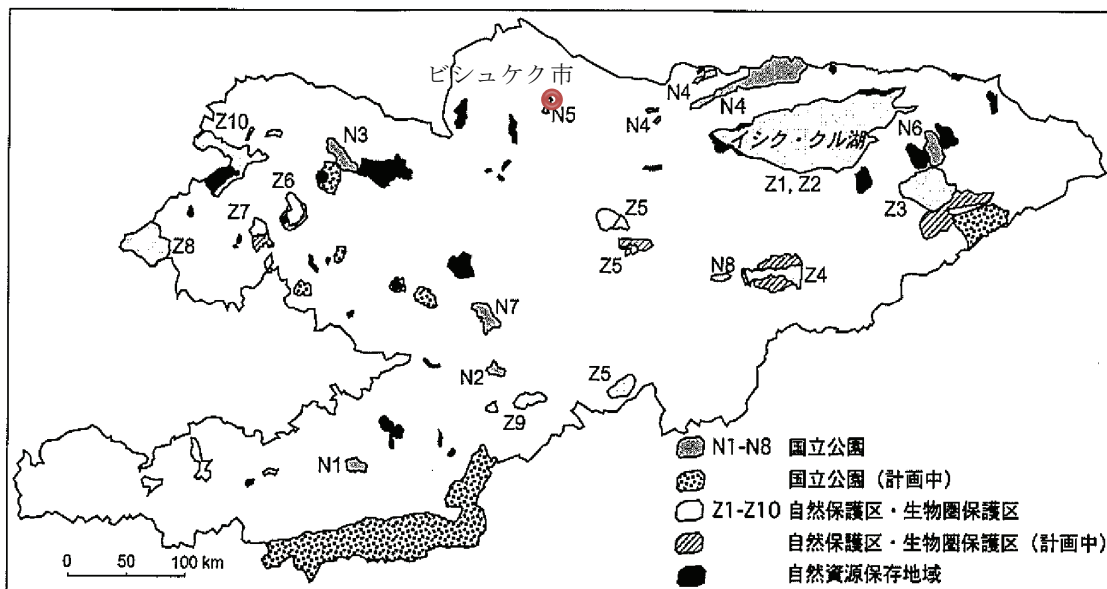 ビシュケク市
N5
N4
N4
N4
イシク・クル湖
N6
Z10
N3
Z1, Z2
Z6
Z3
Z7
Z5
Z8
Z5
N8
Z4
N7
N2
Z5
Z9
N1
N1-N8 国立公園
国立公園（計画中）
Z1-Z10 自然保護区・生物圏保護区
自然保護区・生物圏保護区（計画中）
自然資源保存地域
0 50 100 km